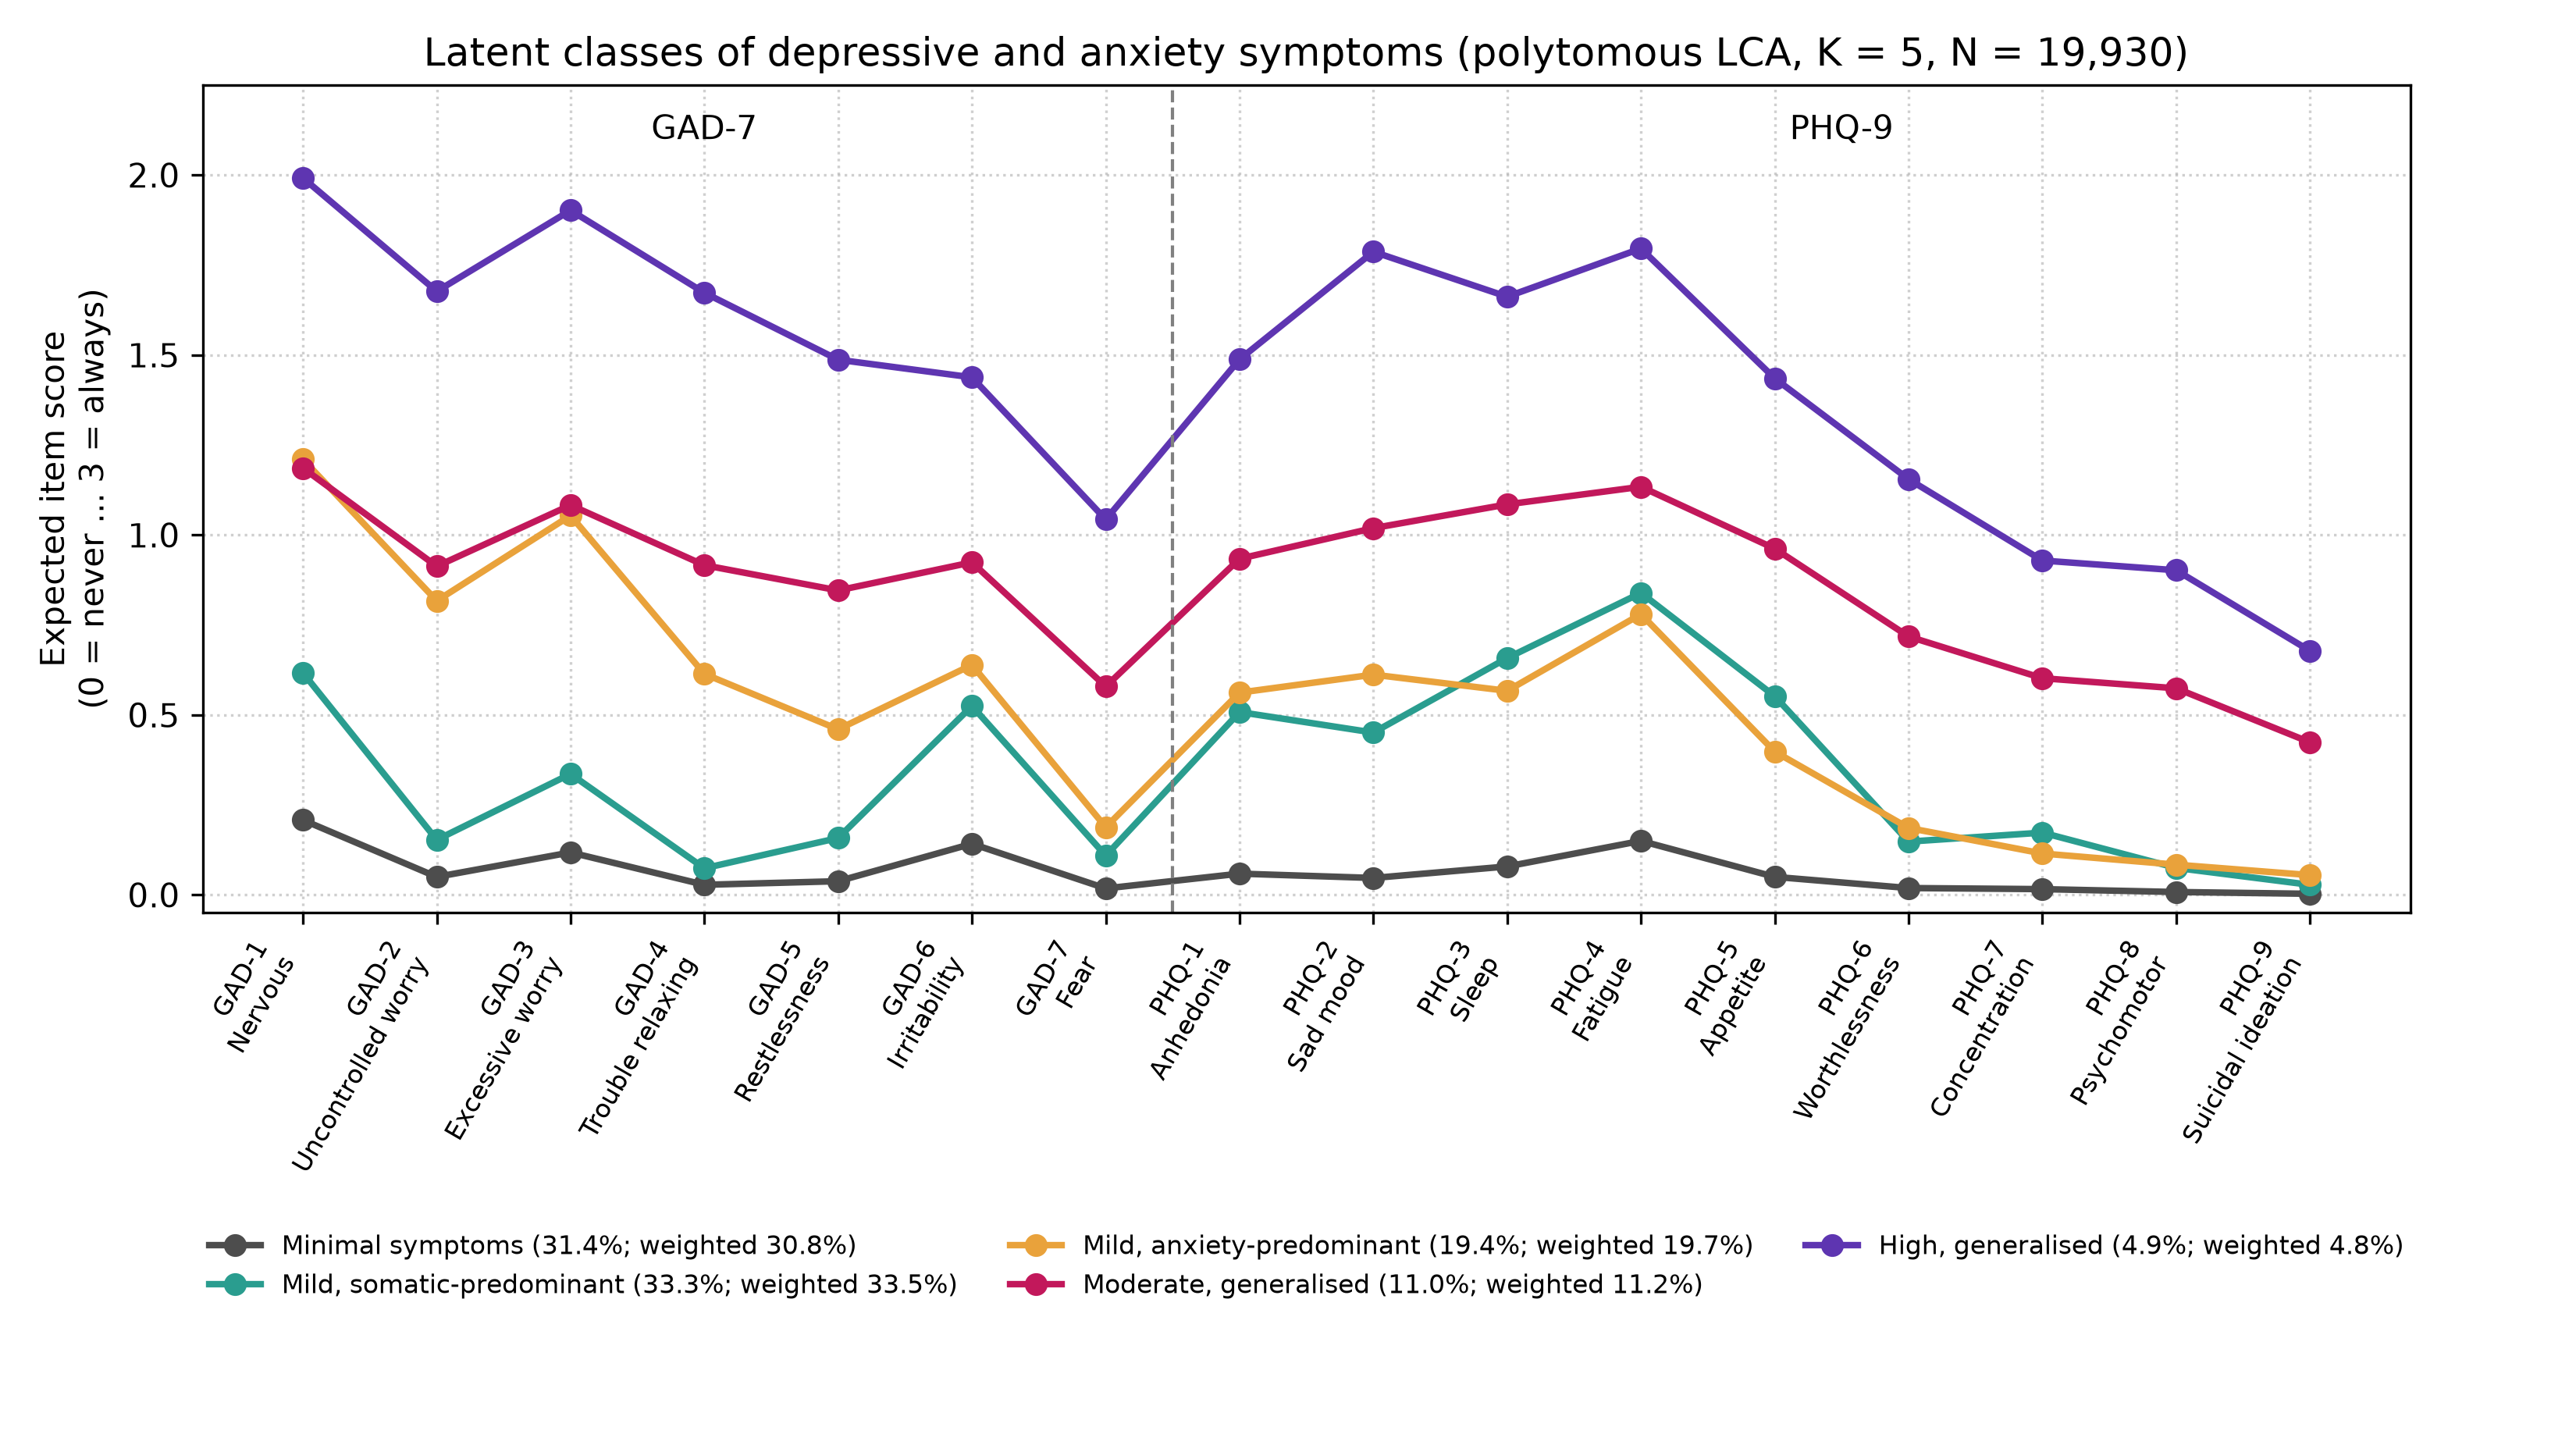 Latent classes of depressive and anxiety symptoms (polytomous LCA, K = 5, N = 19,930)
GAD-7
PHQ-9
Expected item score
(0 = never ... 3 = always)
2.0
1.5
1.0
0.5
0.0
GAD-1
Nervous
GAD-2
Uncontrolled worry
GAD-3
Excessive worry
GAD-4
Trouble relaxing
GAD-5
Restlessness
GAD-6
Irritability
GAD-7
Fear
PHQ-1
Anhedonia
PHQ-2
Sad mood
PHQ-3
Sleep
PHQ-4
Fatigue
PHQ-5
Appetite
PHQ-6
Worthlessness
PHQ-7
Concentration
PHQ-8
Psychomotor
PHQ-9
Suicidal ideation
Minimal symptoms (31.4%; weighted 30.8%)
Mild, somatic-predominant (33.3%; weighted 33.5%)
Mild, anxiety-predominant (19.4%; weighted 19.7%)
Moderate, generalised (11.0%; weighted 11.2%)
High, generalised (4.9%; weighted 4.8%)